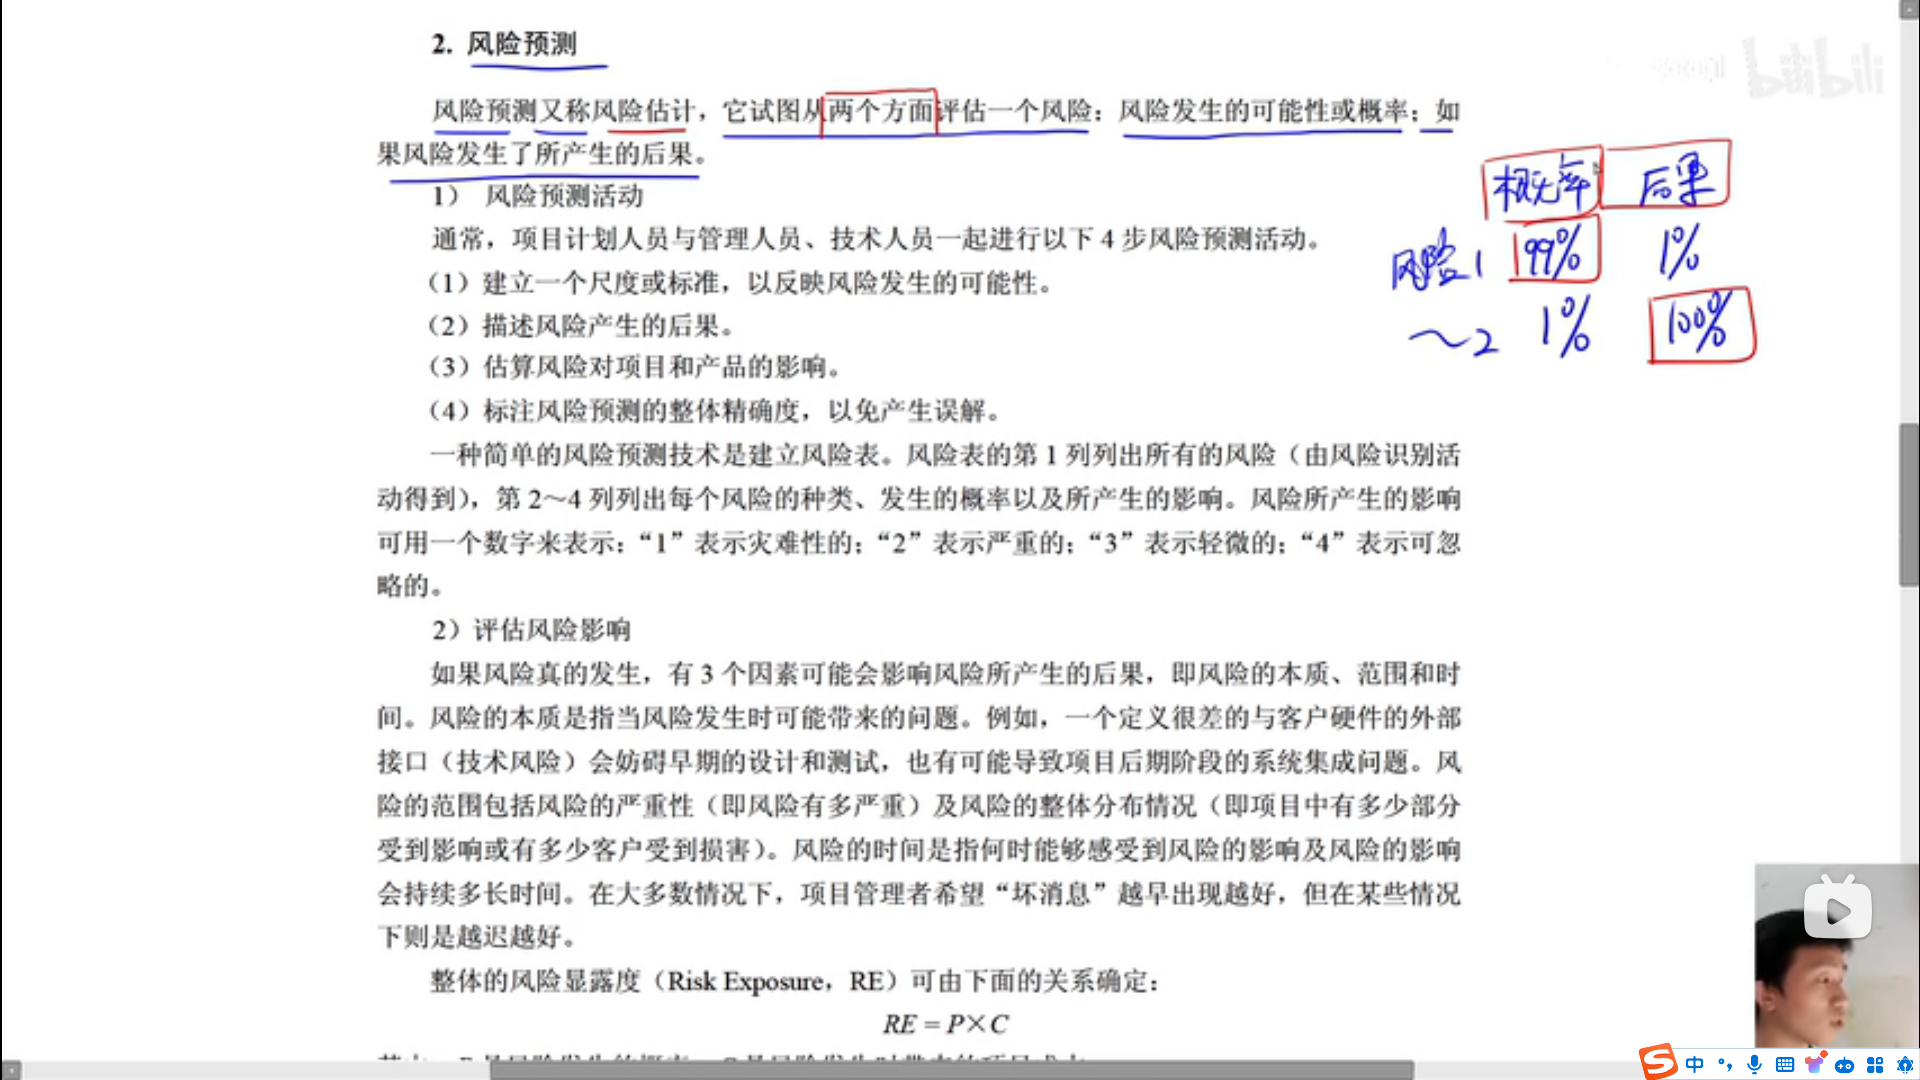 2. 风险预测
风险预测又称风险估计，它试图从两个方面评估一个风险：风险发生的可能性或概率；如
果风险发生了所产生的后果。
1） 风险预测活动
通常，项目计划人员与管理人员、技术人员一起进行以下 4 步风险预测活动。
（1）建立一个尺度或标准，以反映风险发生的可能性。
（2）描述风险产生的后果。
（3）估算风险对项目和产品的影响。
（4）标注风险预测的整体精确度，以免产生误解。
一种简单的风险预测技术是建立风险表。风险表的第 1 列列出所有的风险（由风险识别活
动得到），第 2～4 列列出每个风险的种类、发生的概率以及所产生的影响。风险所产生的影响
可用一个数字来表示：“1”表示灾难性的；“2”表示严重的；“3”表示轻微的；“4”表示可忽
略的。
2）评估风险影响
如果风险真的发生，有 3 个因素可能会影响风险所产生的后果，即风险的本质、范围和时
间。风险的本质是指当风险发生时可能带来的问题。例如，一个定义很差的与客户硬件的外部
接口（技术风险）会妨碍早期的设计和测试，也有可能导致项目后期阶段的系统集成问题。风
险的范围包括风险的严重性（即风险有多严重）及风险的整体分布情况（即项目中有多少部分
受到影响或有多少客户受到损害）。风险的时间是指何时能够感受到风险的影响及风险的影响
会持续多长时间。在大多数情况下，项目管理者希望“坏消息”越早出现越好，但在某些情况
下则是越迟越好。
整体的风险显露度（Risk Exposure，RE）可由下面的关系确定：
RE = P×C
概率 后果
风险1 99% 1%
～2 1% 100%
bilibili
中